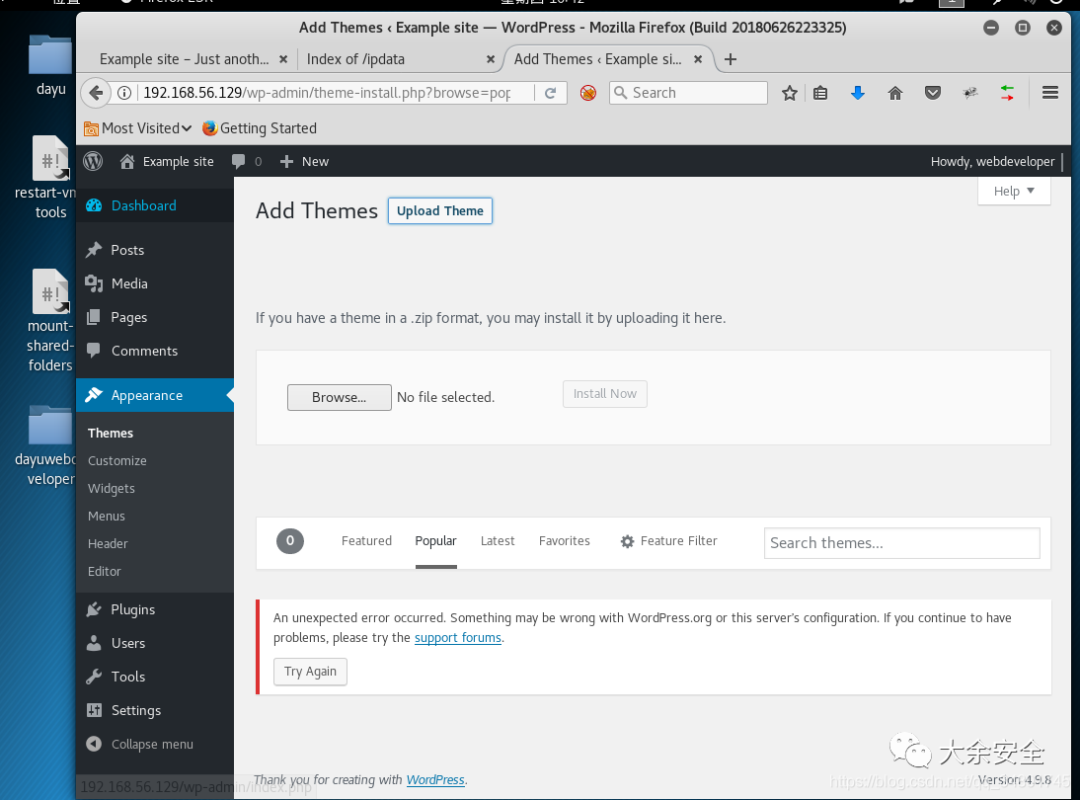 Add Themes ‹ Example site — WordPress - Mozilla Firefox (Build 20180626223325)
Example site – Just anoth... × Index of /ipdata × Add Themes ‹ Example si... × +
192.168.56.129/wp-admin/theme-install.php?browse=pop Search
Most Visited Getting Started
Example site 0 + New Howdy, webdeveloper
dayu
restart-vm
tools
mount-
shared-
folders
dayuwebd
veloper
Dashboard
Posts
Media
Pages
Comments
Appearance
Themes
Customize
Widgets
Menus
Header
Editor
Plugins
Users
Tools
Settings
Collapse menu
192.168.56.129/wp-admin/index.php
Help ▼
Add Themes Upload Theme
If you have a theme in a .zip format, you may install it by uploading it here.
Browse... No file selected. Install Now
0 Featured Popular Latest Favorites Feature Filter Search themes...
An unexpected error occurred. Something may be wrong with WordPress.org or this server's configuration. If you continue to have
problems, please try the support forums.
Try Again
大余安全
Thank you for creating with WordPress. Version 4.9.8